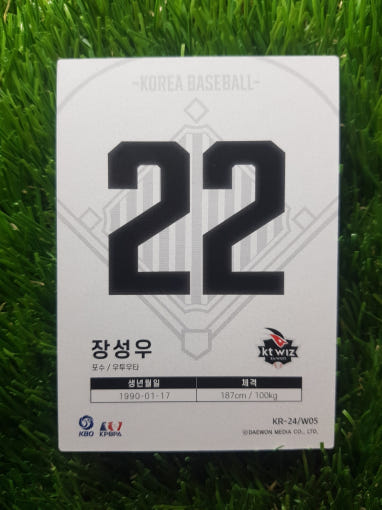 -KOREA BASEBALL-
22
장성우
포수 / 우투우타
kt wiz
생년월일 체격
1990-01-17 187cm / 100kg
KBO KPBPA
KR-24/W05
©DAEWON MEDIA CO., LTD.